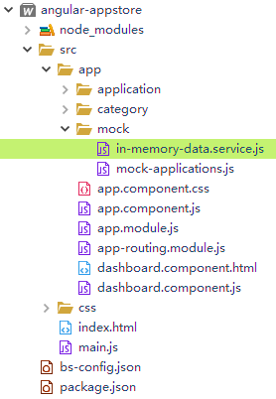 angular-appstore
node_modules
src
app
application
category
mock
in-memory-data.service.js
mock-applications.js
app.component.css
app.component.js
app.module.js
app-routing.module.js
dashboard.component.html
dashboard.component.js
css
index.html
main.js
bs-config.json
package.json